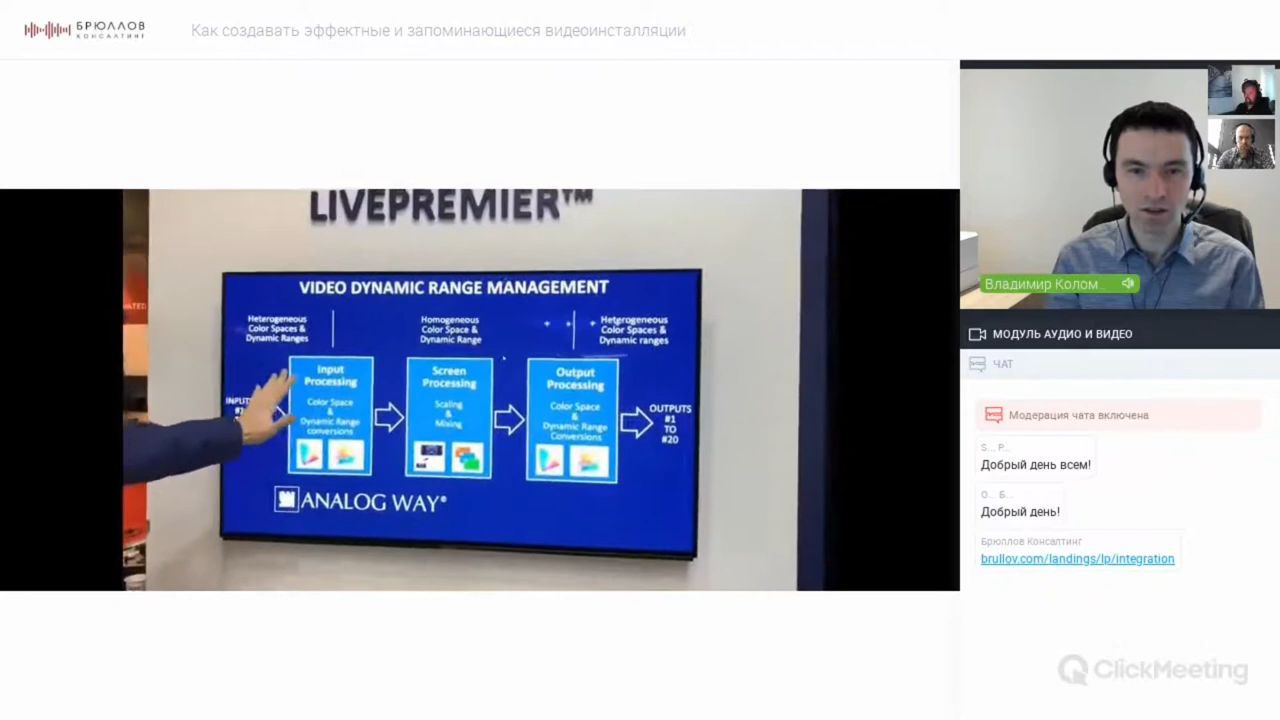 БРЮЛЛОВ
КОНСАЛТИНГ
Как создавать эффектные и запоминающиеся видеоинсталляции
LIVEPREMIER™
VIDEO DYNAMIC RANGE MANAGEMENT
Heterogeneous
Color Spaces &
Dynamic Ranges
Homogeneous
Color Space &
Dynamic Range
Heterogeneous
Color Spaces &
Dynamic ranges
Input
Processing
Color Space
&
Dynamic Range
conversions
Screen
Processing
Scaling
&
Mixing
Output
Processing
Color Space
&
Dynamic Range
Conversions
OUTPUTS
#1
TO
#20
ANALOG WAY®
Владимир Колом...
МОДУЛЬ АУДИО И ВИДЕО
ЧАТ
Модерация чата включена
S... P...
Добрый день всем!
О... Б...
Добрый день!
Брюллов Консалтинг
brullov.com/landings/lp/integration
ClickMeeting